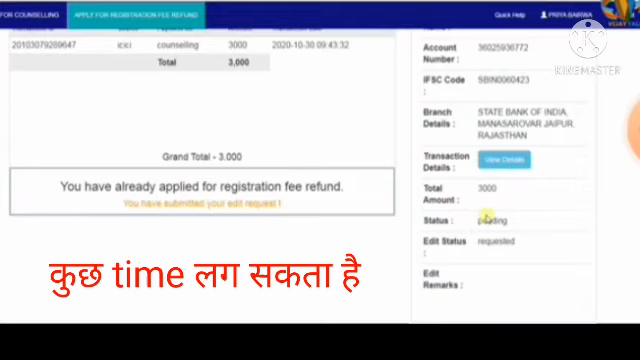 FOR COUNSELLING
APPLY FOR REGISTRATION FEE REFUND
Quick Help
PRIYA BAIRWA
20103079289647 icici counselling 3000 2020-10-30 09:43:32
Total 3,000
Grand Total - 3.000
You have already applied for registration fee refund.
You have submitted your edit request !
कुछ time लग सकता है
Account Number : 36025936772
IFSC Code : SBIN0060423
Branch Details : STATE BANK OF INDIA, MANASAROVAR JAIPUR, RAJASTHAN
Transaction Details : View Details
Total Amount : 3000
Status : pending
Edit Status : requested
Edit Remarks :
KINEMASTER